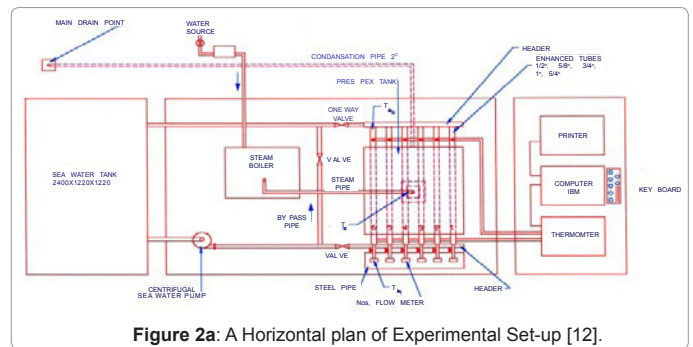 MAIN DRAIN POINT
WATER
SOURCE
CONDANSATION PIPE 2"
HEADER
ENHANCED TUBES
1/2", 5/8", 3/4",
1", 5/4"
PRES PEX TANK
ONE WAY
VALVE
PRINTER
V ALVE
SEA WATER TANK
2400X1220X1220
STEAM
BOILER
STEAM
PIPE
COMPUTER
IBM
KEY BOARD
BY PASS
PIPE
THERMOMTER
VAL VE
CENTRIFUGAL
SEA WATER PUMP
STEEL PIPE
HEADER
Nos, FLOW METER
Figure 2a: A Horizontal plan of Experimental Set-up [12].